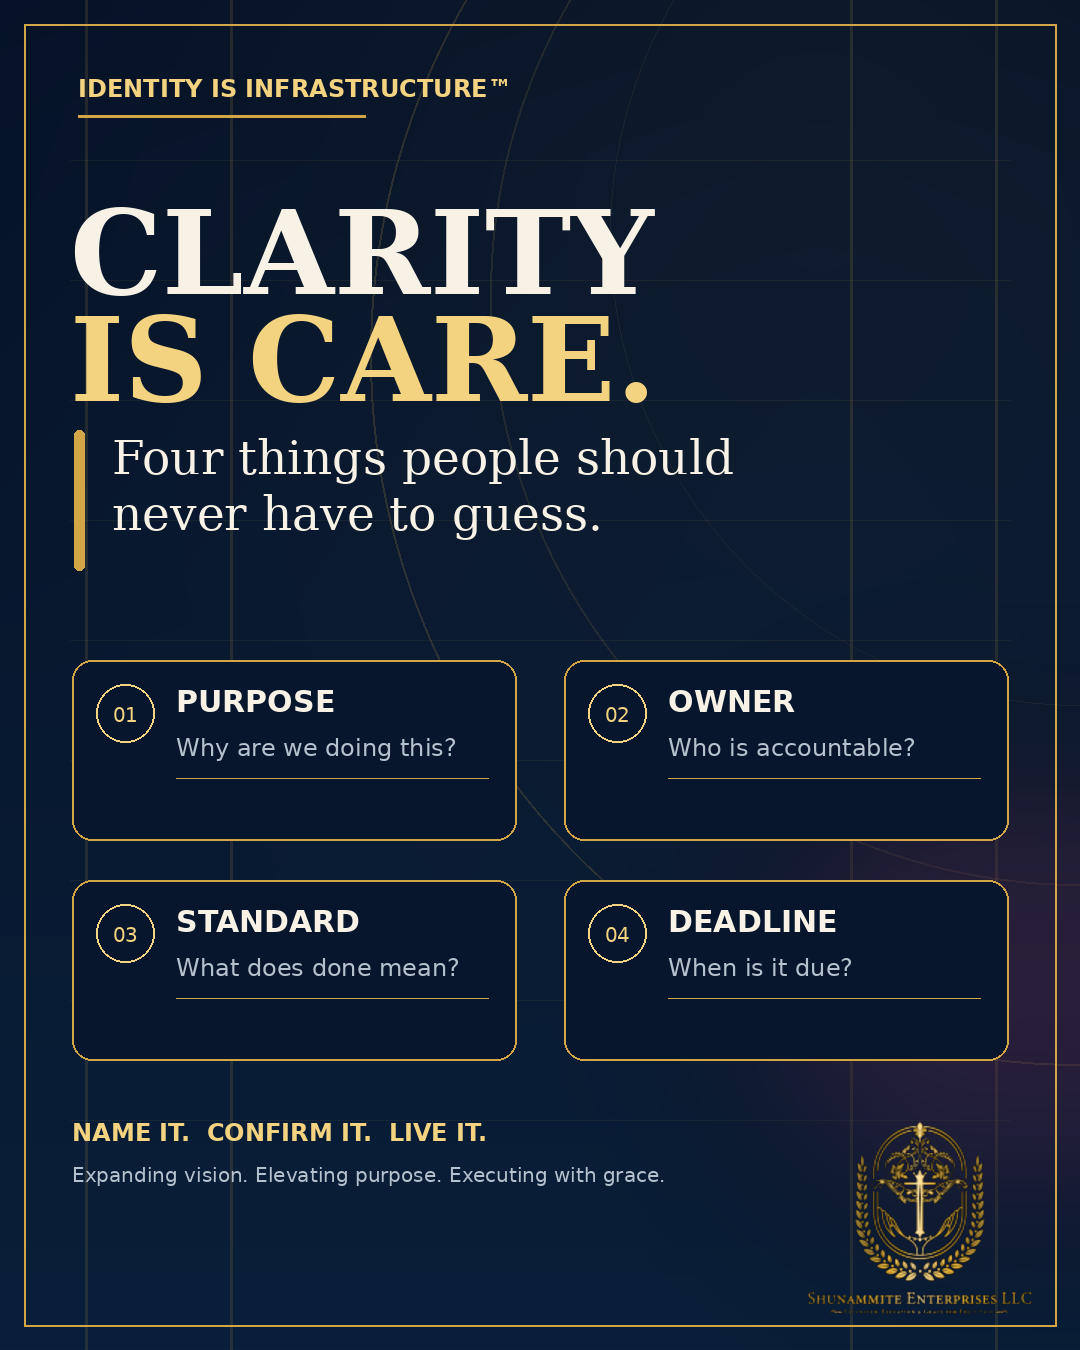 IDENTITY IS INFRASTRUCTURE™
CLARITY
IS CARE.
Four things people should
never have to guess.
01
PURPOSE
Why are we doing this?
02
OWNER
Who is accountable?
03
STANDARD
What does done mean?
04
DEADLINE
When is it due?
NAME IT. CONFIRM IT. LIVE IT.
Expanding vision. Elevating purpose. Executing with grace.
SHUNAMMITE ENTERPRISES LLC